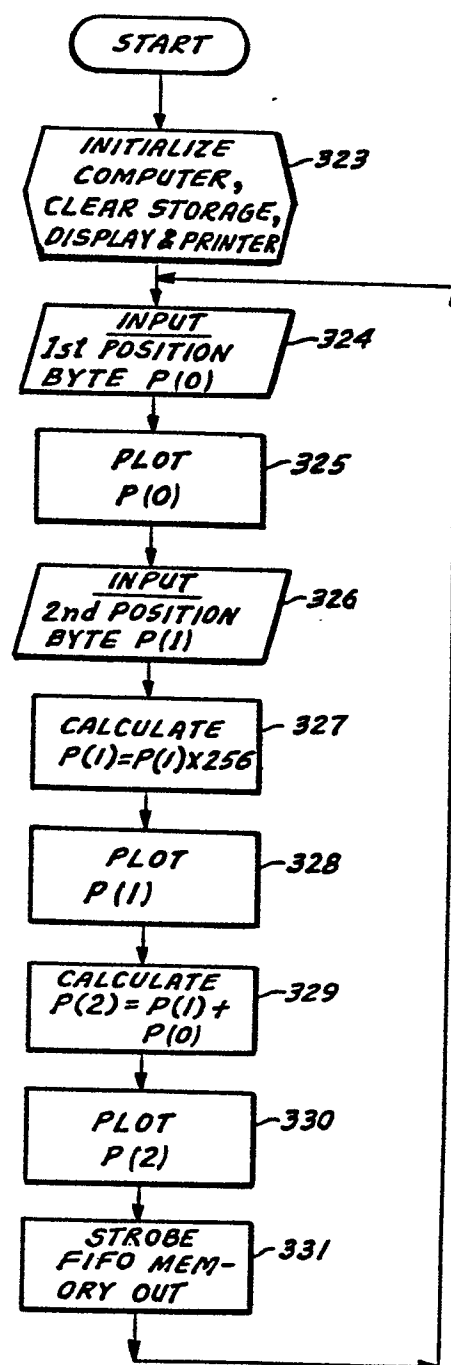 START
INITIALIZE
COMPUTER,
CLEAR STORAGE,
DISPLAY & PRINTER
323
INPUT
1st POSITION
BYTE P(0)
324
PLOT
P(0)
325
INPUT
2nd POSITION
BYTE P(1)
326
CALCULATE
P(1)=P(1)X256
327
PLOT
P(1)
328
CALCULATE
P(2)=P(1)+
P(0)
329
PLOT
P(2)
330
STROBE
FIFO MEM-
ORY OUT
331